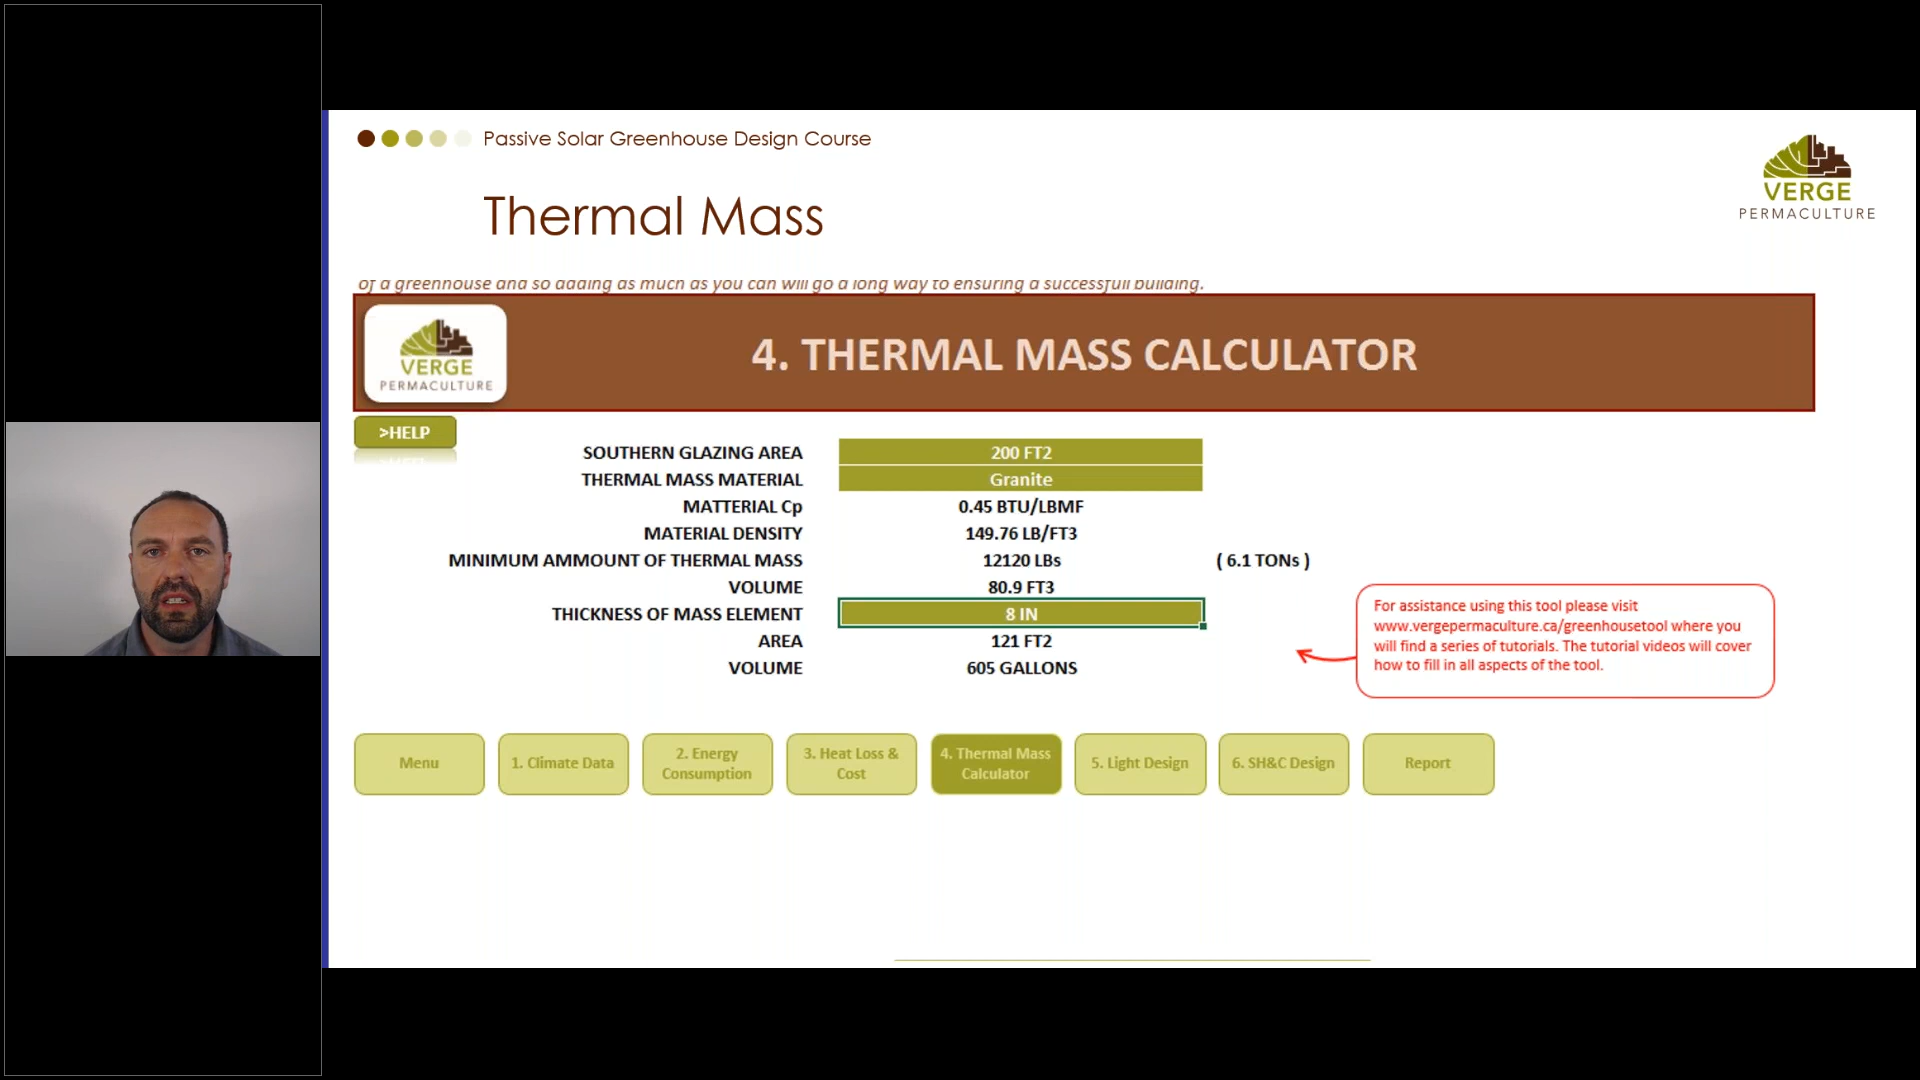 Passive Solar Greenhouse Design Course
VERGE
PERMACULTURE
Thermal Mass
of a greenhouse and so adding as much as you can will go a long way to ensuring a successfull building.
VERGE
PERMACULTURE
4. THERMAL MASS CALCULATOR
>HELP
SOUTHERN GLAZING AREA 200 FT2
THERMAL MASS MATERIAL Granite
MATTERIAL Cp 0.45 BTU/LBMF
MATERIAL DENSITY 149.76 LB/FT3
MINIMUM AMMOUNT OF THERMAL MASS 12120 LBs ( 6.1 TONs )
VOLUME 80.9 FT3
THICKNESS OF MASS ELEMENT 8 IN
AREA 121 FT2
VOLUME 605 GALLONS
For assistance using this tool please visit
www.vergepermaculture.ca/greenhousetool where you
will find a series of tutorials. The tutorial videos will cover
how to fill in all aspects of the tool.
Menu
1. Climate Data
2. Energy
Consumption
3. Heat Loss &
Cost
4. Thermal Mass
Calculator
5. Light Design
6. SH&C Design
Report